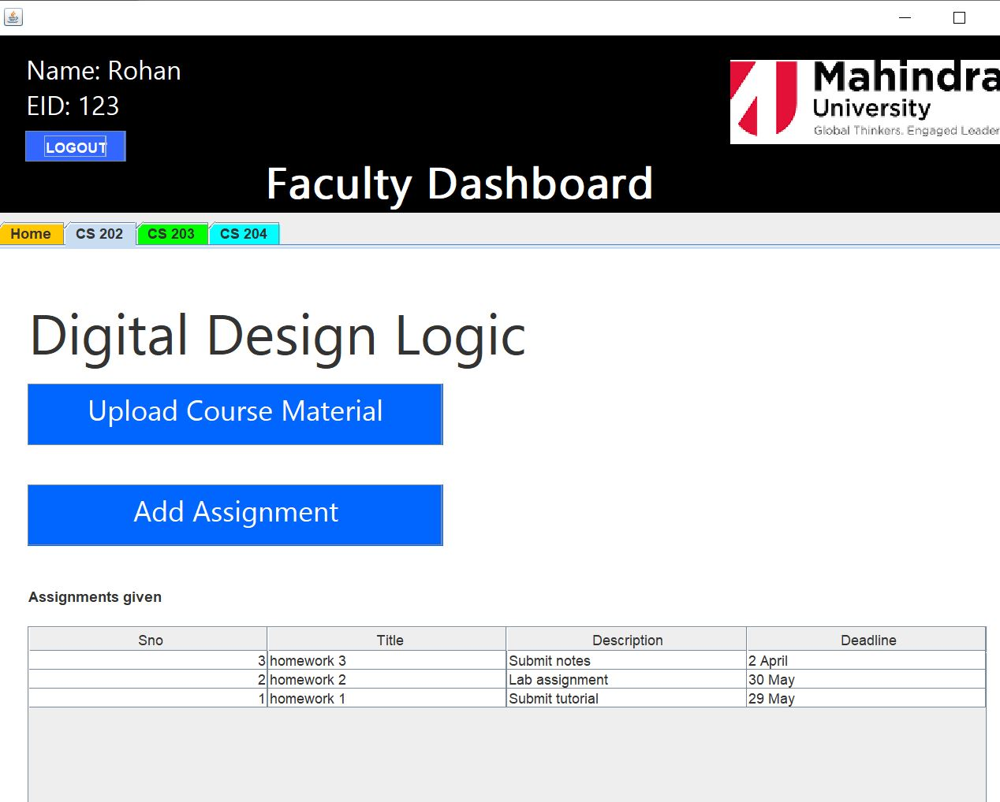 Name: Rohan
EID: 123
LOGOUT
Mahindra
University
Global Thinkers. Engaged Leader
Faculty Dashboard
Home CS 202 CS 203 CS 204
Digital Design Logic
Upload Course Material
Add Assignment
Assignments given
Sno Title Description Deadline
3 homework 3 Submit notes 2 April
2 homework 2 Lab assignment 30 May
1 homework 1 Submit tutorial 29 May